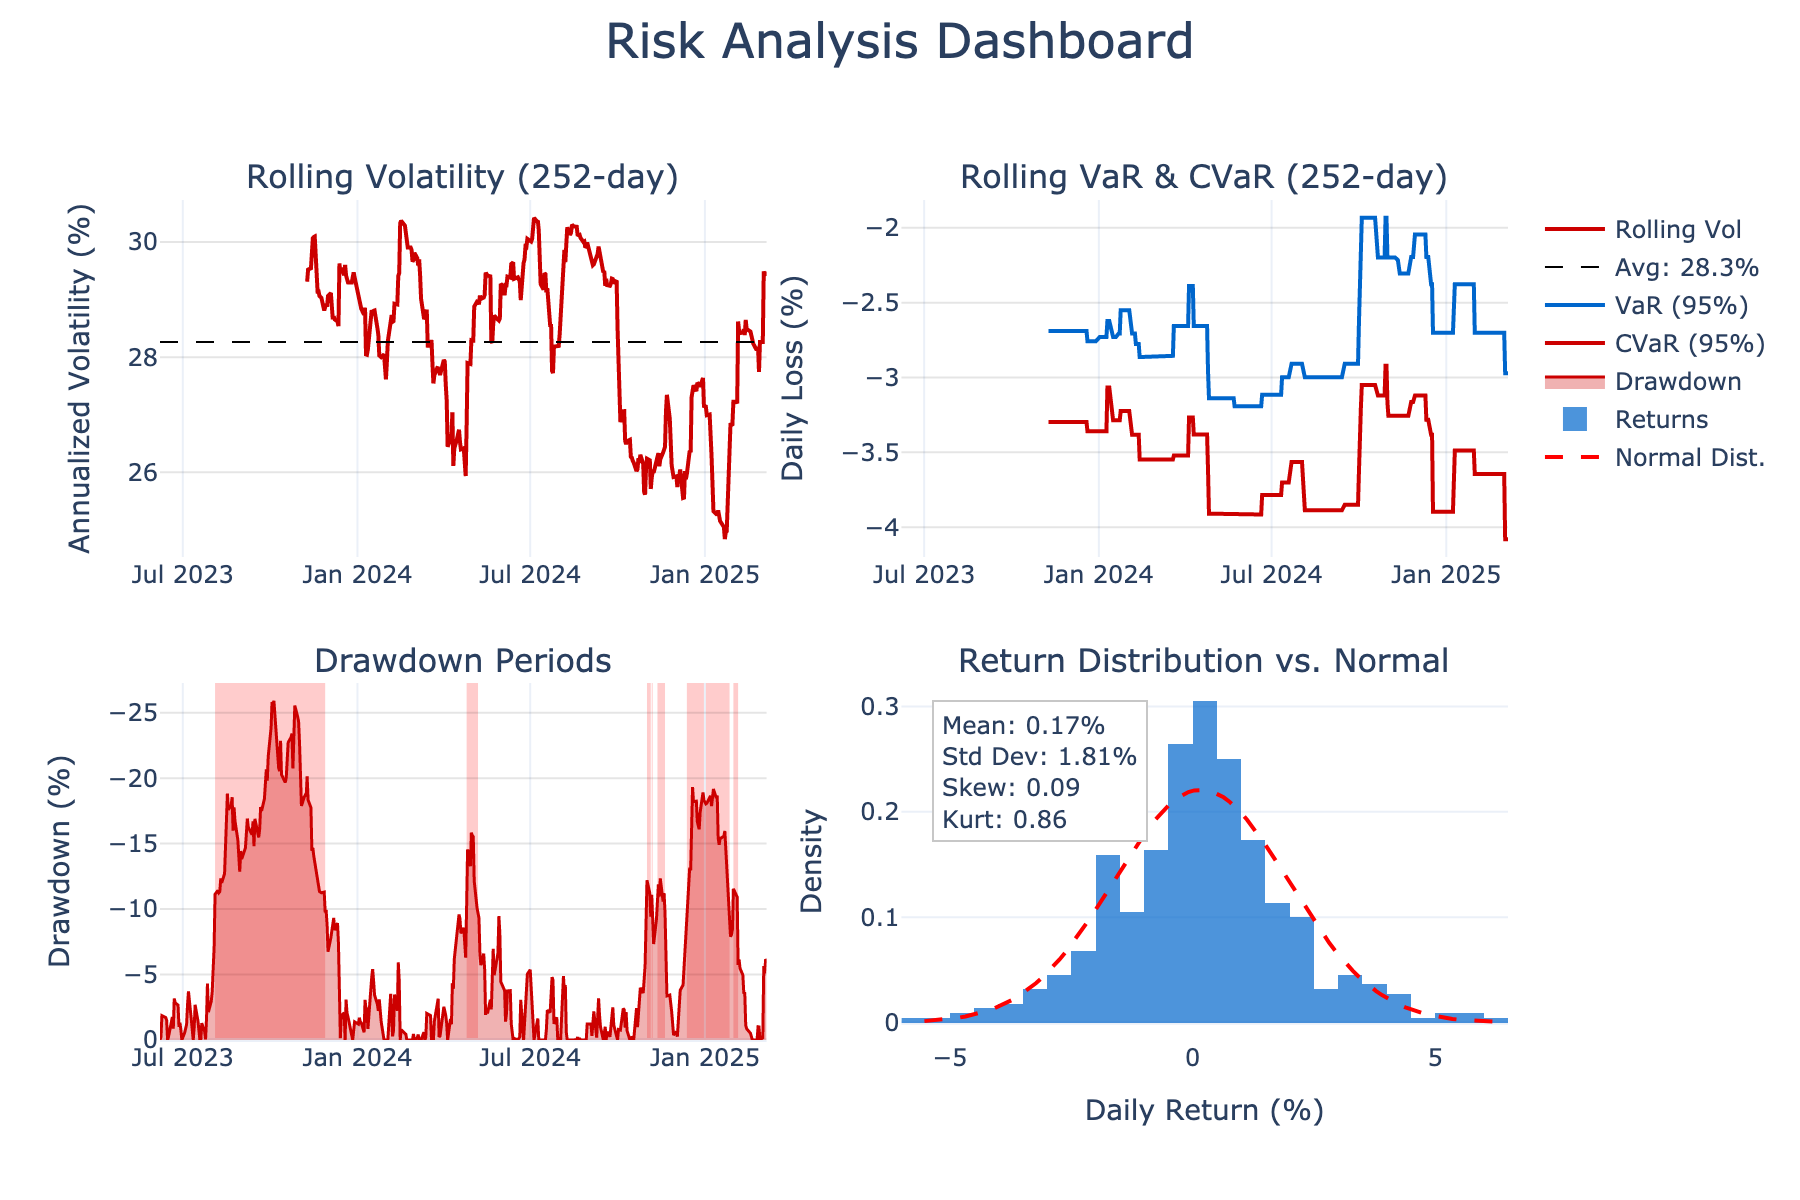 Risk Analysis Dashboard
Rolling Volatility (252-day)
Annualized Volatility (%)
30
28
26
Jul 2023
Jan 2024
Jul 2024
Jan 2025
Rolling VaR & CVaR (252-day)
Daily Loss (%)
−2
−2.5
−3
−3.5
−4
Jul 2023
Jan 2024
Jul 2024
Jan 2025
Rolling Vol
Avg: 28.3%
VaR (95%)
CVaR (95%)
Drawdown
Returns
Normal Dist.
Drawdown Periods
Drawdown (%)
−25
−20
−15
−10
−5
0
Jul 2023
Jan 2024
Jul 2024
Jan 2025
Return Distribution vs. Normal
Density
0.3
0.2
0.1
0
Mean: 0.17%
Std Dev: 1.81%
Skew: 0.09
Kurt: 0.86
−5
0
5
Daily Return (%)